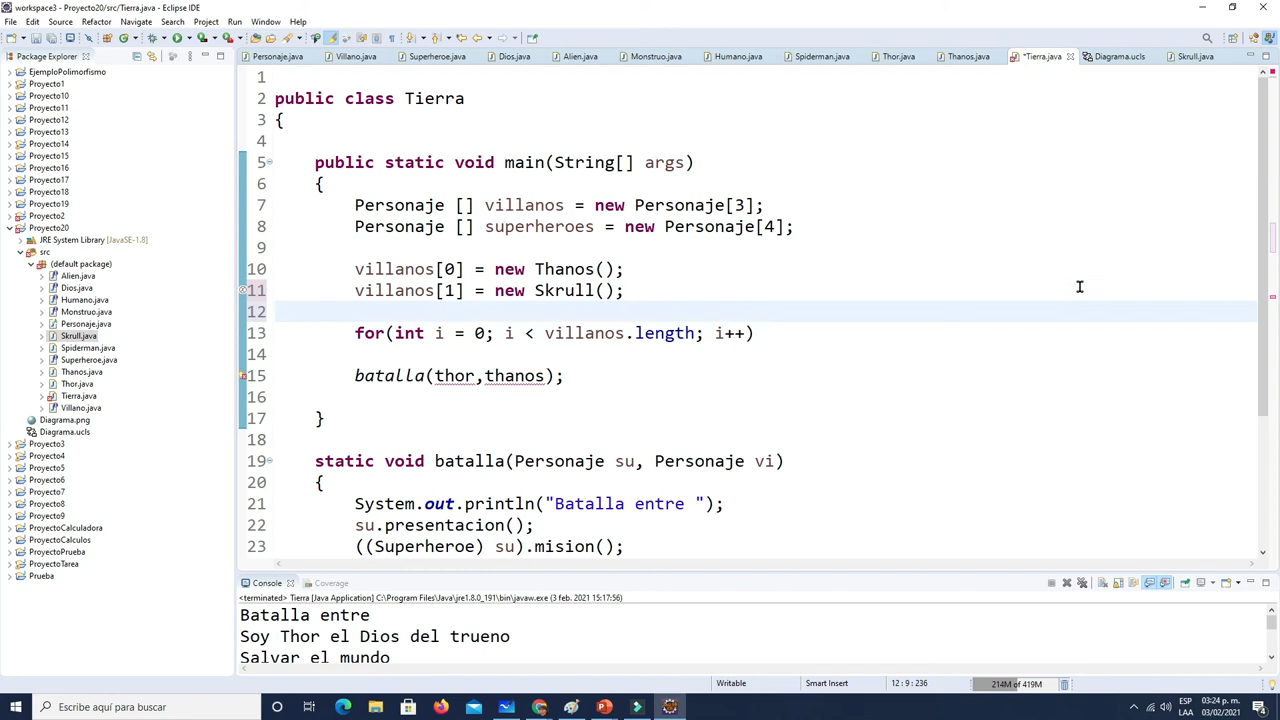 workspace3 - Proyecto20/src/Tierra.java - Eclipse IDE
File Edit Source Refactor Navigate Search Project Run Window Help
Package Explorer
Personaje.java Villano.java Superheroe.java Dios.java Alien.java Monstruo.java Humano.java Spiderman.java Thor.java Thanos.java *Tierra.java Diagrama.ucls Skrull.java
EjemploPolimorfismo
Proyecto1
Proyecto10
Proyecto11
Proyecto12
Proyecto13
Proyecto14
Proyecto15
Proyecto16
Proyecto17
Proyecto18
Proyecto19
Proyecto2
Proyecto20
JRE System Library [JavaSE-1.8]
src
(default package)
Alien.java
Dios.java
Humano.java
Monstruo.java
Personaje.java
Skrull.java
Spiderman.java
Superheroe.java
Thanos.java
Thor.java
Tierra.java
Villano.java
Diagrama.png
Diagrama.ucls
Proyecto3
Proyecto4
Proyecto5
Proyecto6
Proyecto7
Proyecto8
Proyecto9
ProyectoCalculadora
ProyectoCalculos
ProyectoPrueba
ProyectoTarea
Prueba
1
2 public class Tierra
3 {
4
5 public static void main(String[] args)
6 {
7 Personaje [] villanos = new Personaje[3];
8 Personaje [] superheroes = new Personaje[4];
9
10 villanos[0] = new Thanos();
11 villanos[1] = new Skrull();
12
13 for(int i = 0; i < villanos.length; i++)
14
15 batalla(thor,thanos);
16
17 }
18
19 static void batalla(Personaje su, Personaje vi)
20 {
21 System.out.println("Batalla entre ");
22 su.presentacion();
23 ((Superheroe) su).mision();
Console Coverage
<terminated> Tierra [Java Application] C:\Program Files\Java\jre1.8.0_191\bin\javaw.exe (3 feb. 2021 15:17:56)
Batalla entre
Soy Thor el Dios del trueno
Salvar el mundo
Writable Smart Insert 12 : 9 : 236 214M of 419M
Escribe aquí para buscar
ESP
LAA
03:24 p. m.
03/02/2021